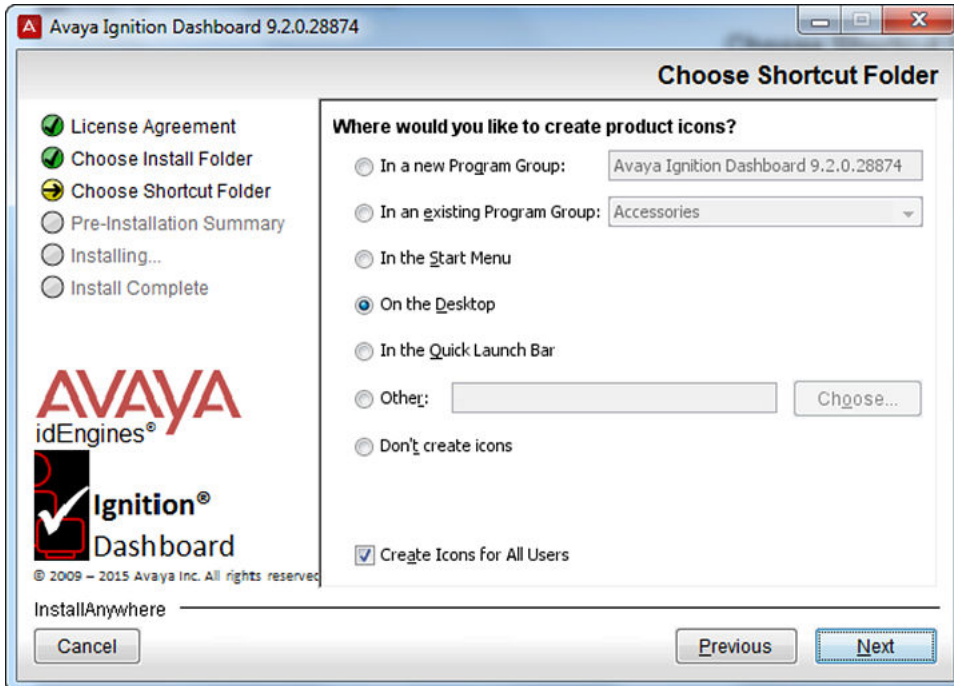 Avaya Ignition Dashboard 9.2.0.28874
Choose Shortcut Folder
License Agreement
Choose Install Folder
Choose Shortcut Folder
Pre-Installation Summary
Installing...
Install Complete
AVAYA
idEngines®
Ignition®
Dashboard
© 2009 – 2015 Avaya Inc. All rights reserved
Where would you like to create product icons?
In a new Program Group: Avaya Ignition Dashboard 9.2.0.28874
In an existing Program Group: Accessories
In the Start Menu
On the Desktop
In the Quick Launch Bar
Other: Choose...
Don't create icons
Create Icons for All Users
InstallAnywhere
Cancel Previous Next